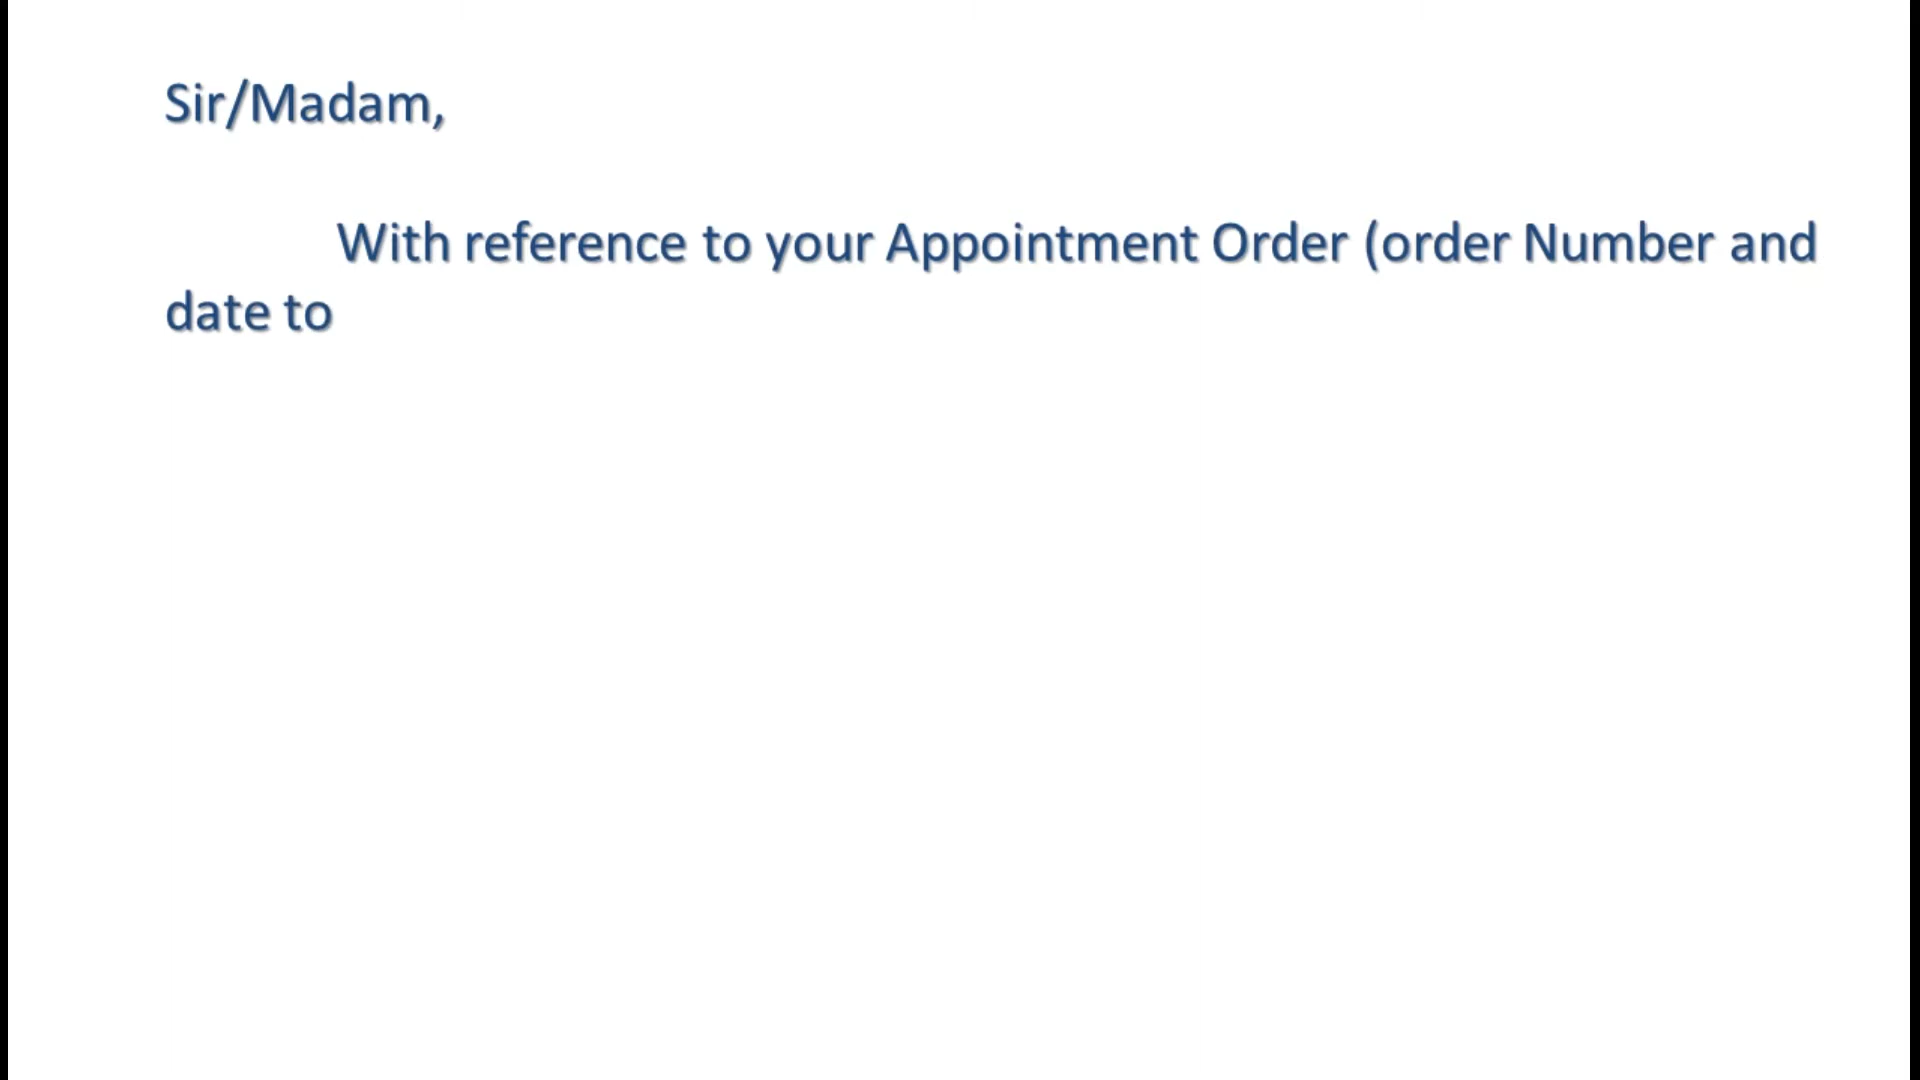 Sir/Madam,
With reference to your Appointment Order (order Number and
date to